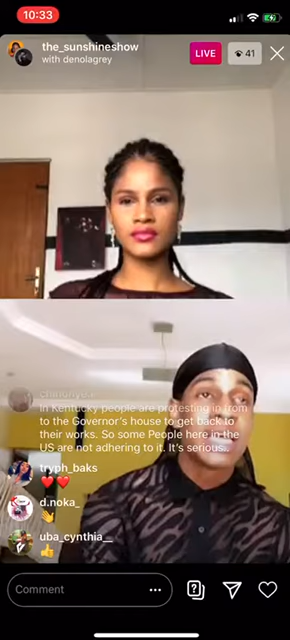 10:33
the_sunshineshow
with denolagrey
LIVE
41
In Kentucky people are protesting in from
to the Governor's house to get back to
their works. So some People here in the
US are not adhering to it. It's serious.
tryph_baks
❤️❤️
d.noka_
👋
uba_cynthia__
👍
Comment